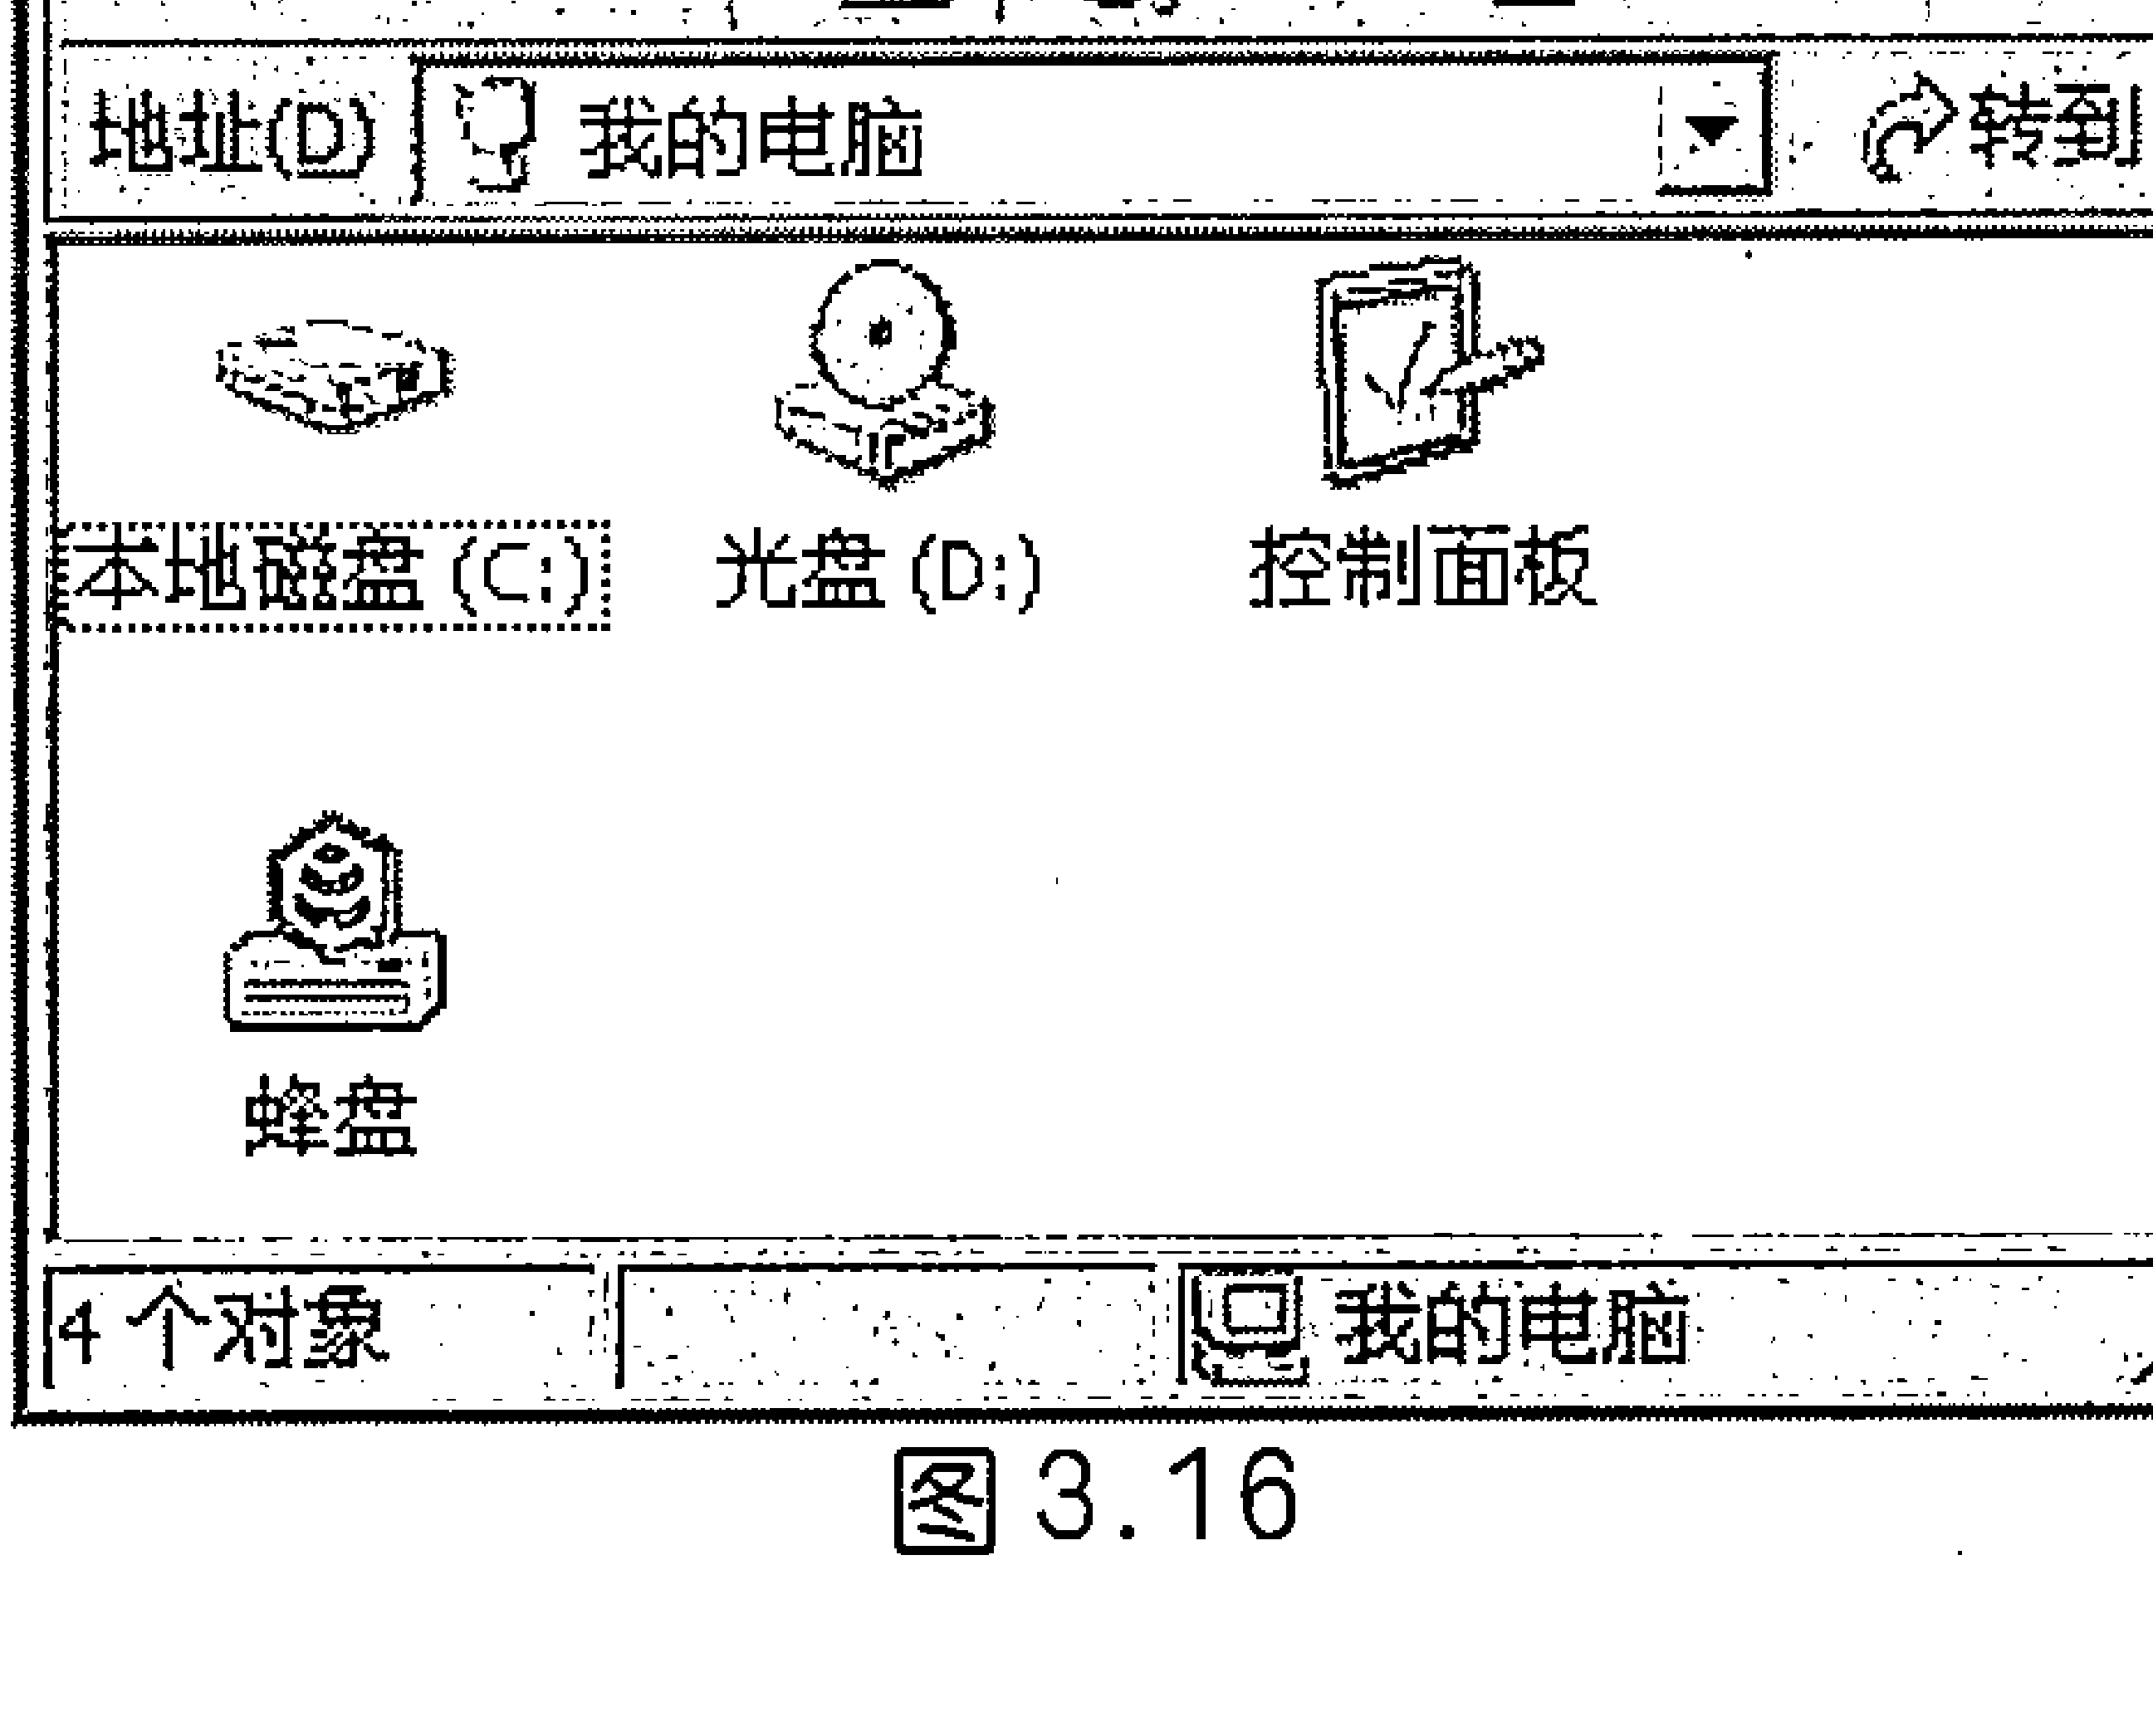 地址(D) 我的电脑 转到
本地磁盘 (C:) 光盘 (D:) 控制面板
蜂盘
4 个对象 我的电脑
图 3.16